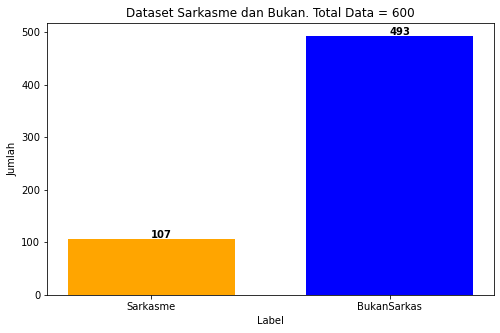 Dataset Sarkasme dan Bukan. Total Data = 600
500
400
300
200
100
0
Jumlah
107
493
Sarkasme
BukanSarkas
Label